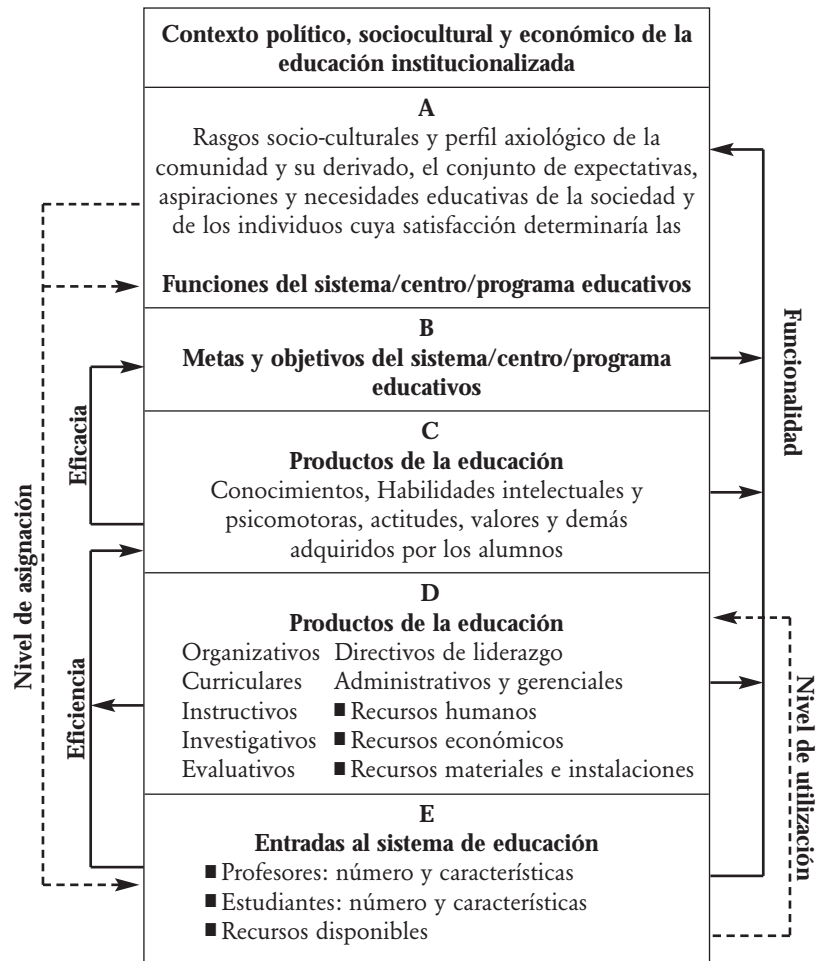 Contexto político, sociocultural y económico de la
educación institucionalizada
A
Rasgos socio-culturales y perfil axiológico de la
comunidad y su derivado, el conjunto de expectativas,
aspiraciones y necesidades educativas de la sociedad y
de los individuos cuya satisfacción determinaría las
Funciones del sistema/centro/programa educativos
B
Metas y objetivos del sistema/centro/programa
educativos
C
Productos de la educación
Conocimientos, Habilidades intelectuales y
psicomotoras, actitudes, valores y demás
adquiridos por los alumnos
D
Productos de la educación
Organizativos Directivos de liderazgo
Curriculares Administrativos y gerenciales
Instructivos ■ Recursos humanos
Investigativos ■ Recursos económicos
Evaluativos ■ Recursos materiales e instalaciones
E
Entradas al sistema de educación
■ Profesores: número y características
■ Estudiantes: número y características
■ Recursos disponibles
Nivel de asignación
Eficacia
Eficiencia
Funcionalidad
Nivel de utilización